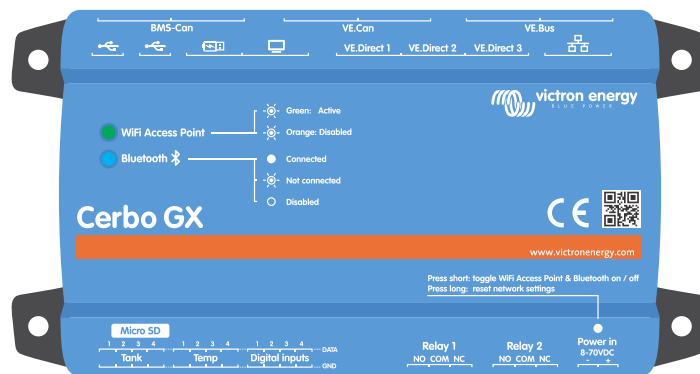 BMS-Can VE.Can VE.Bus
VE.Direct 1 VE.Direct 2 VE.Direct 3
victron energy
BLUE POWER
Green: Active
WiFi Access Point
Orange: Disabled
Bluetooth
Connected
Not connected
Disabled
Cerbo GX
CE
www.victronenergy.com
Press short: toggle WiFi Access Point & Bluetooth on / off
Press long: reset network settings
Micro SD
1 2 3 4 1 2 3 4 1 2 3 4 DATA
Tank Temp Digital inputs
GND
Relay 1 Relay 2 Power in
NO COM NC NO COM NC 8-70VDC
- +